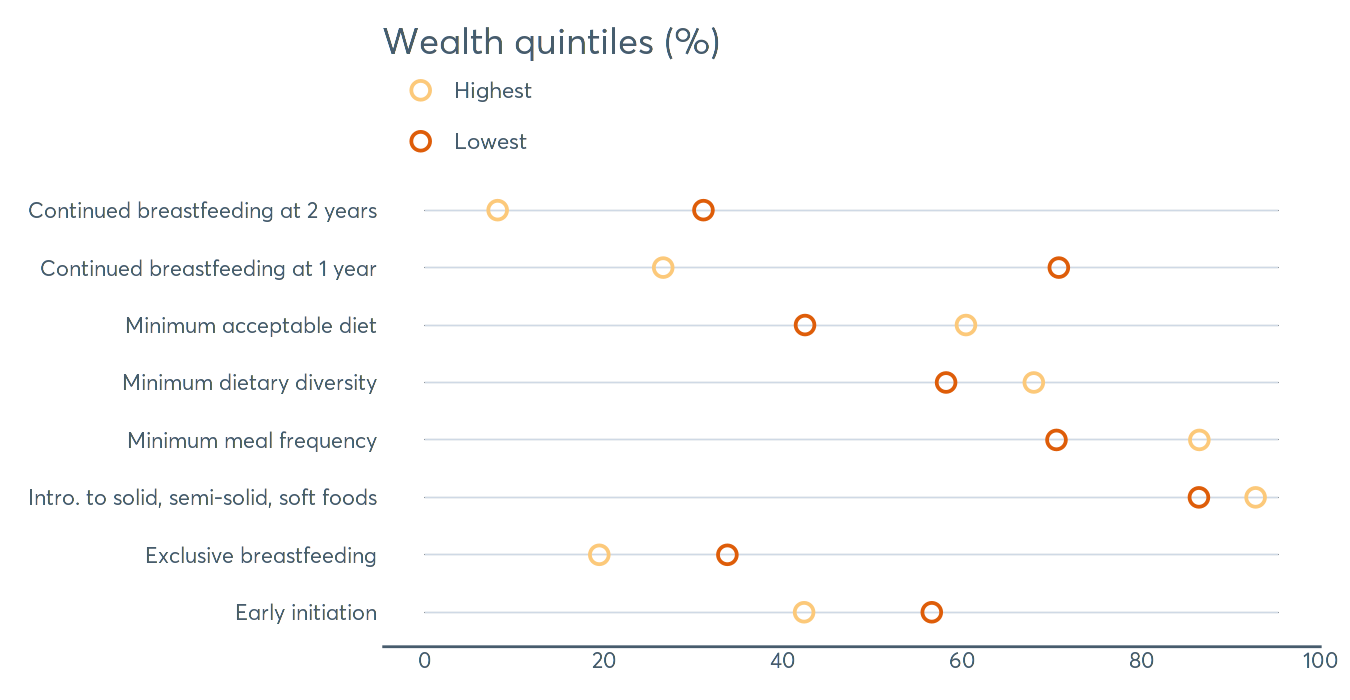 Wealth quintiles (%)
Highest
Lowest
Continued breastfeeding at 2 years
Continued breastfeeding at 1 year
Minimum acceptable diet
Minimum dietary diversity
Minimum meal frequency
Intro. to solid, semi-solid, soft foods
Exclusive breastfeeding
Early initiation
0 20 40 60 80 100